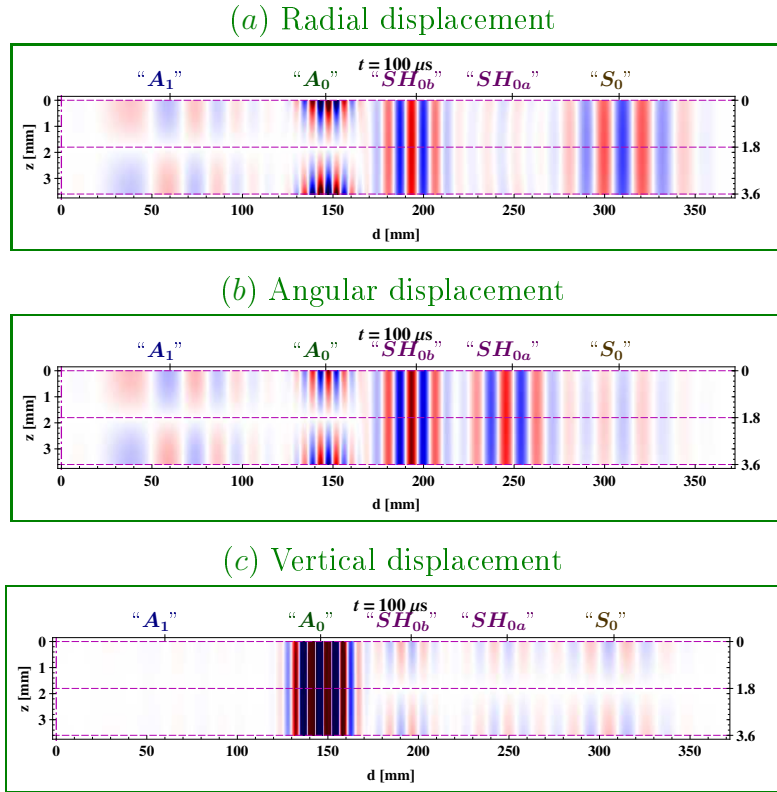 (a) Radial displacement
t = 100 μs
“A₁” “A₀” “SH₀b” “SH₀a” “S₀”
z [mm]
0 1 2 3
0 1.8 3.6
0 50 100 150 200 250 300 350
d [mm]
(b) Angular displacement
t = 100 μs
“A₁” “A₀” “SH₀b” “SH₀a” “S₀”
z [mm]
0 1 2 3
0 1.8 3.6
0 50 100 150 200 250 300 350
d [mm]
(c) Vertical displacement
t = 100 μs
“A₁” “A₀” “SH₀b” “SH₀a” “S₀”
z [mm]
0 1 2 3
0 1.8 3.6
0 50 100 150 200 250 300 350
d [mm]